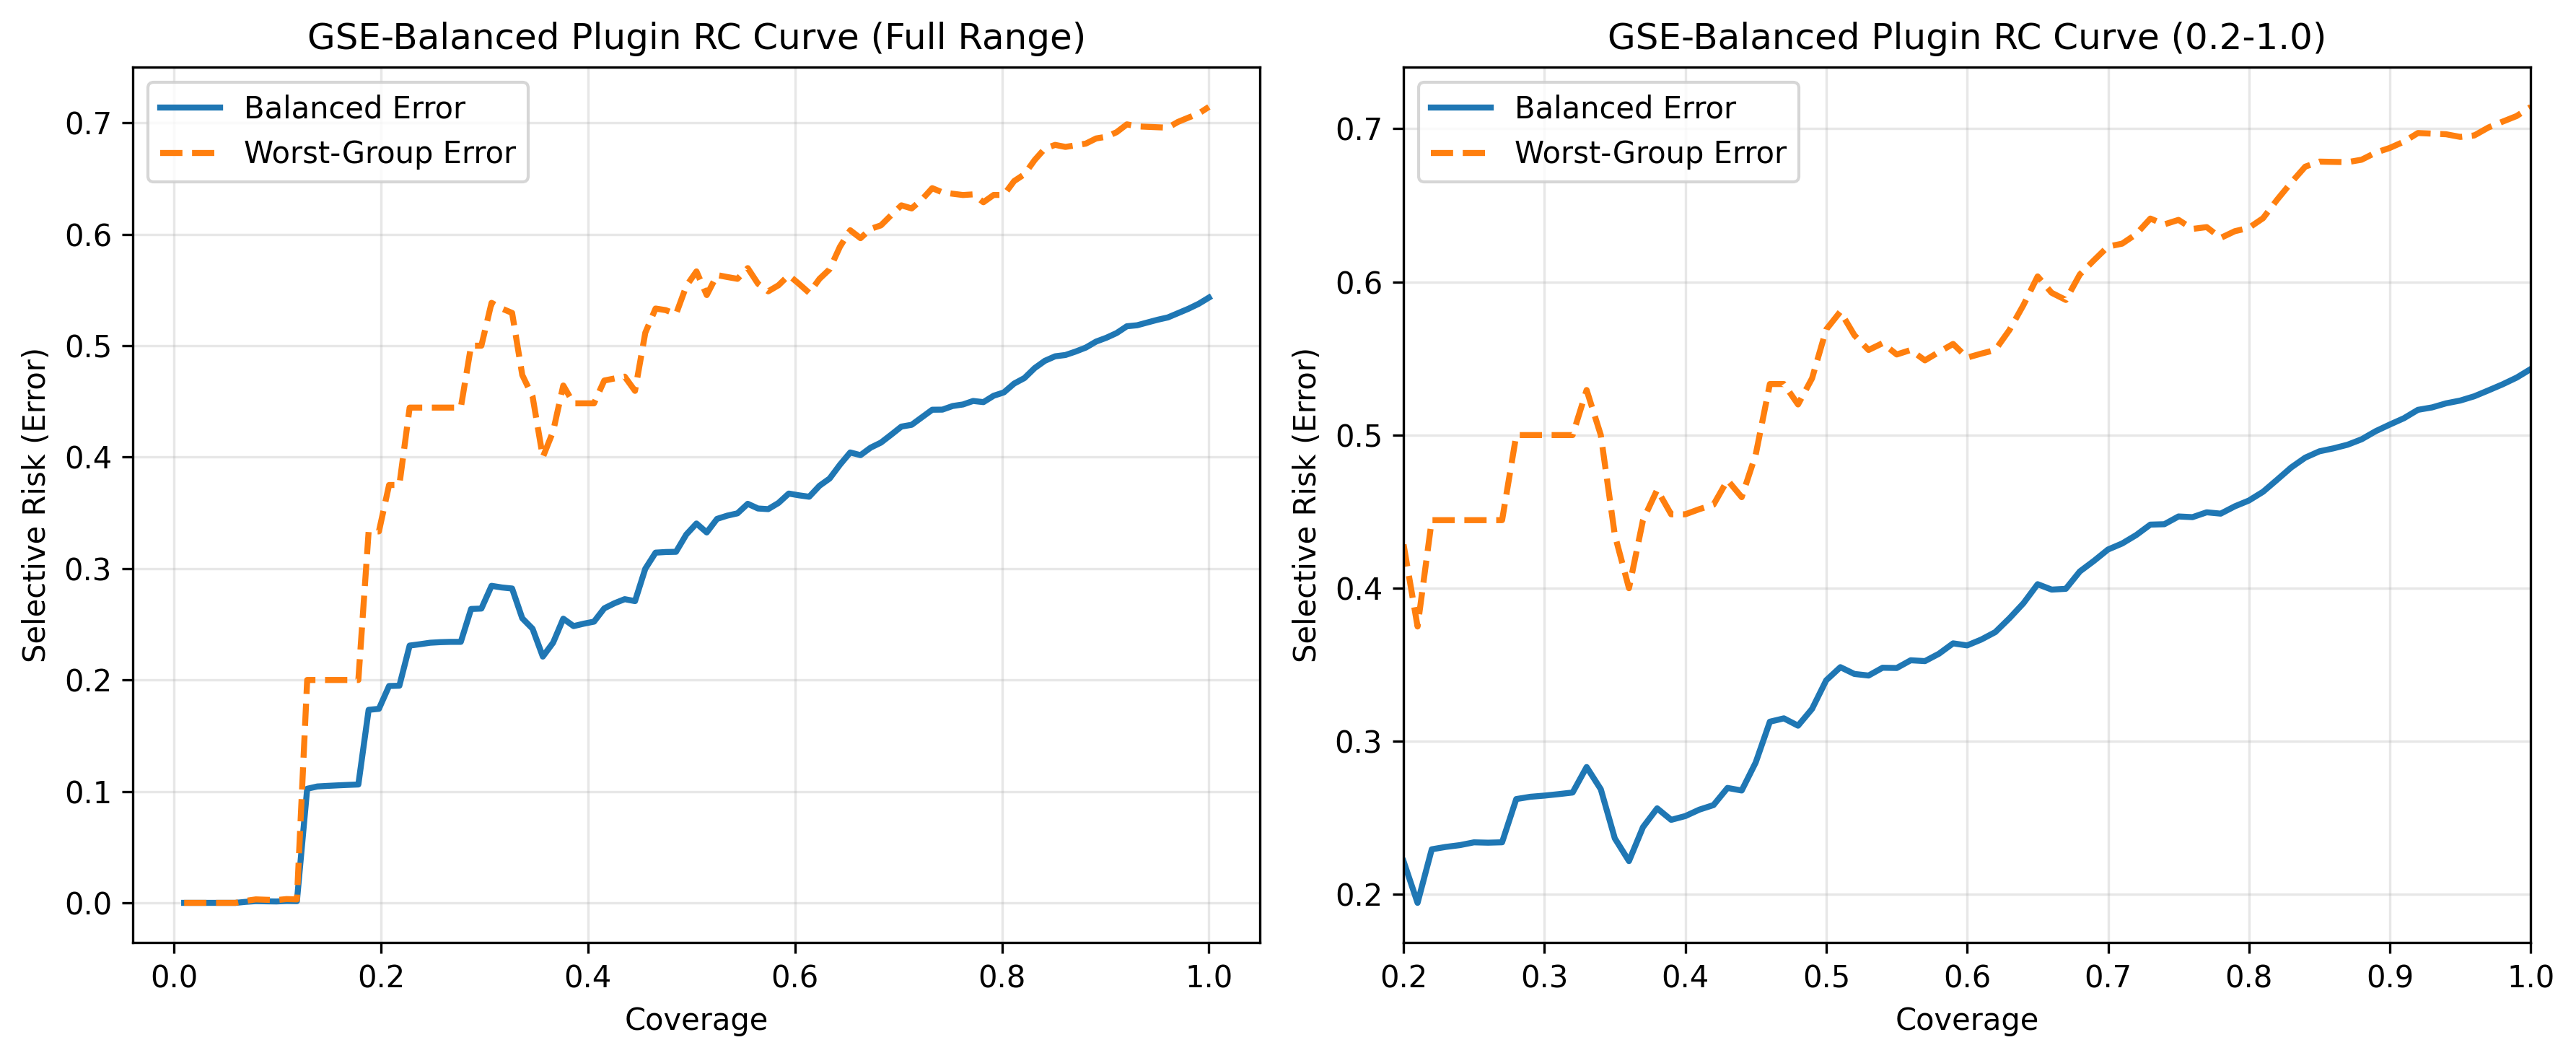 GSE-Balanced Plugin RC Curve (Full Range)
Balanced Error
Worst-Group Error
0.7
0.6
0.5
0.4
0.3
0.2
0.1
0.0
Selective Risk (Error)
0.0 0.2 0.4 0.6 0.8 1.0
Coverage
GSE-Balanced Plugin RC Curve (0.2-1.0)
Balanced Error
Worst-Group Error
0.7
0.6
0.5
0.4
0.3
0.2
Selective Risk (Error)
0.2 0.3 0.4 0.5 0.6 0.7 0.8 0.9 1.0
Coverage